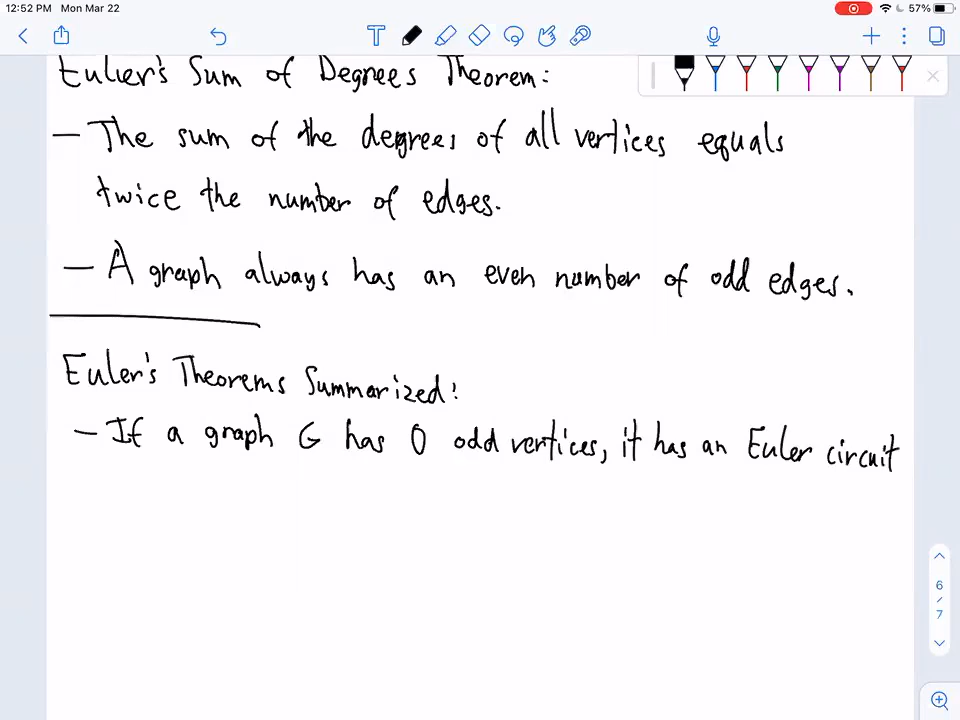 12:52 PM Mon Mar 22
57%
Euler's Sum of Degrees Theorem:
– The sum of the degrees of all vertices equals
twice the number of edges.
– A graph always has an even number of odd edges.
Euler's Theorems Summarized:
– If a graph G has 0 odd vertices, it has an Euler circuit
6
/
7